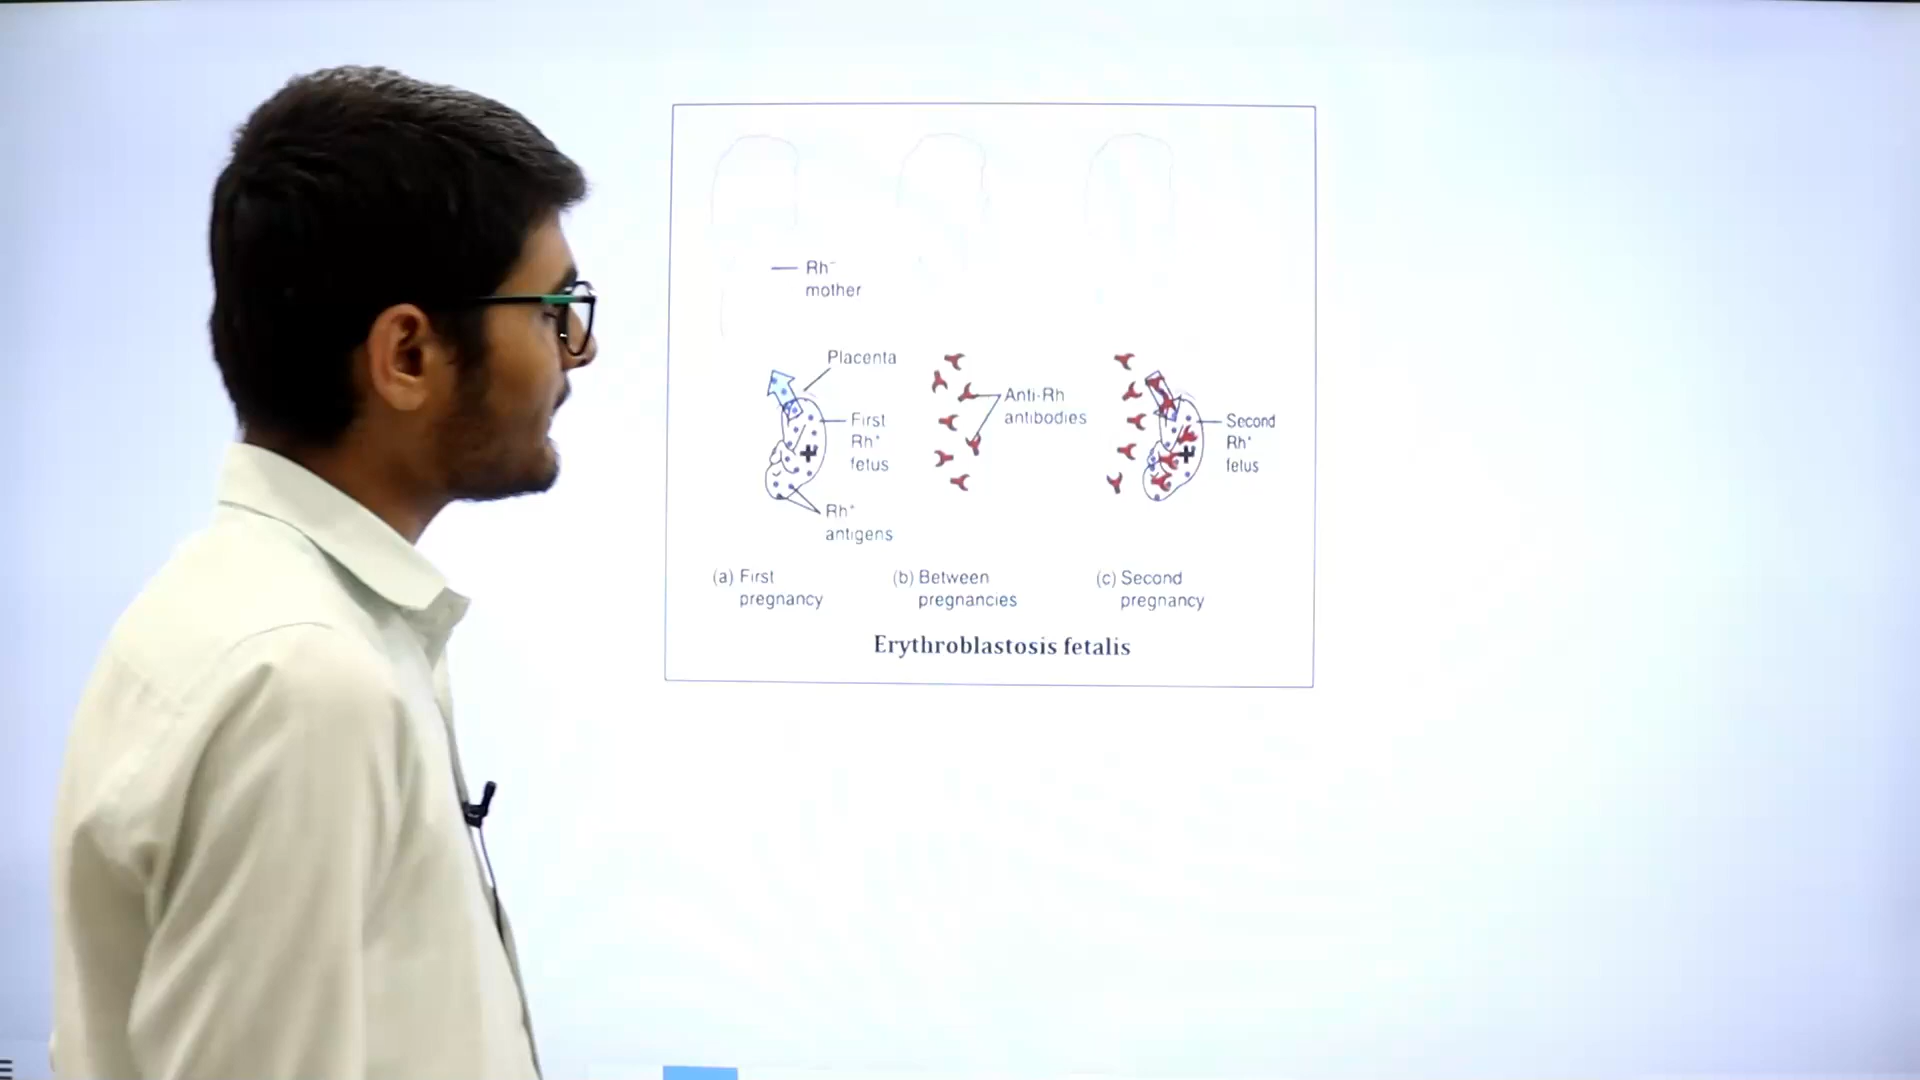 Rh⁻
mother
Placenta
First
Rh⁺
fetus
Rh⁺
antigens
Anti-Rh
antibodies
Second
Rh⁺
fetus
(a) First
pregnancy
(b) Between
pregnancies
(c) Second
pregnancy
Erythroblastosis fetalis